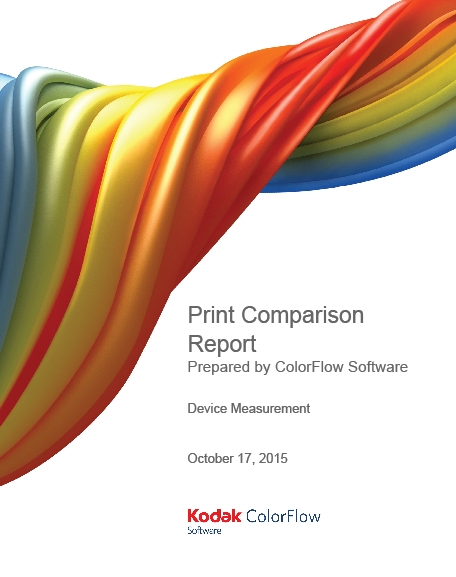 Print Comparison
Report
Prepared by ColorFlow Software
Device Measurement
October 17, 2015
Kodak ColorFlow
Software